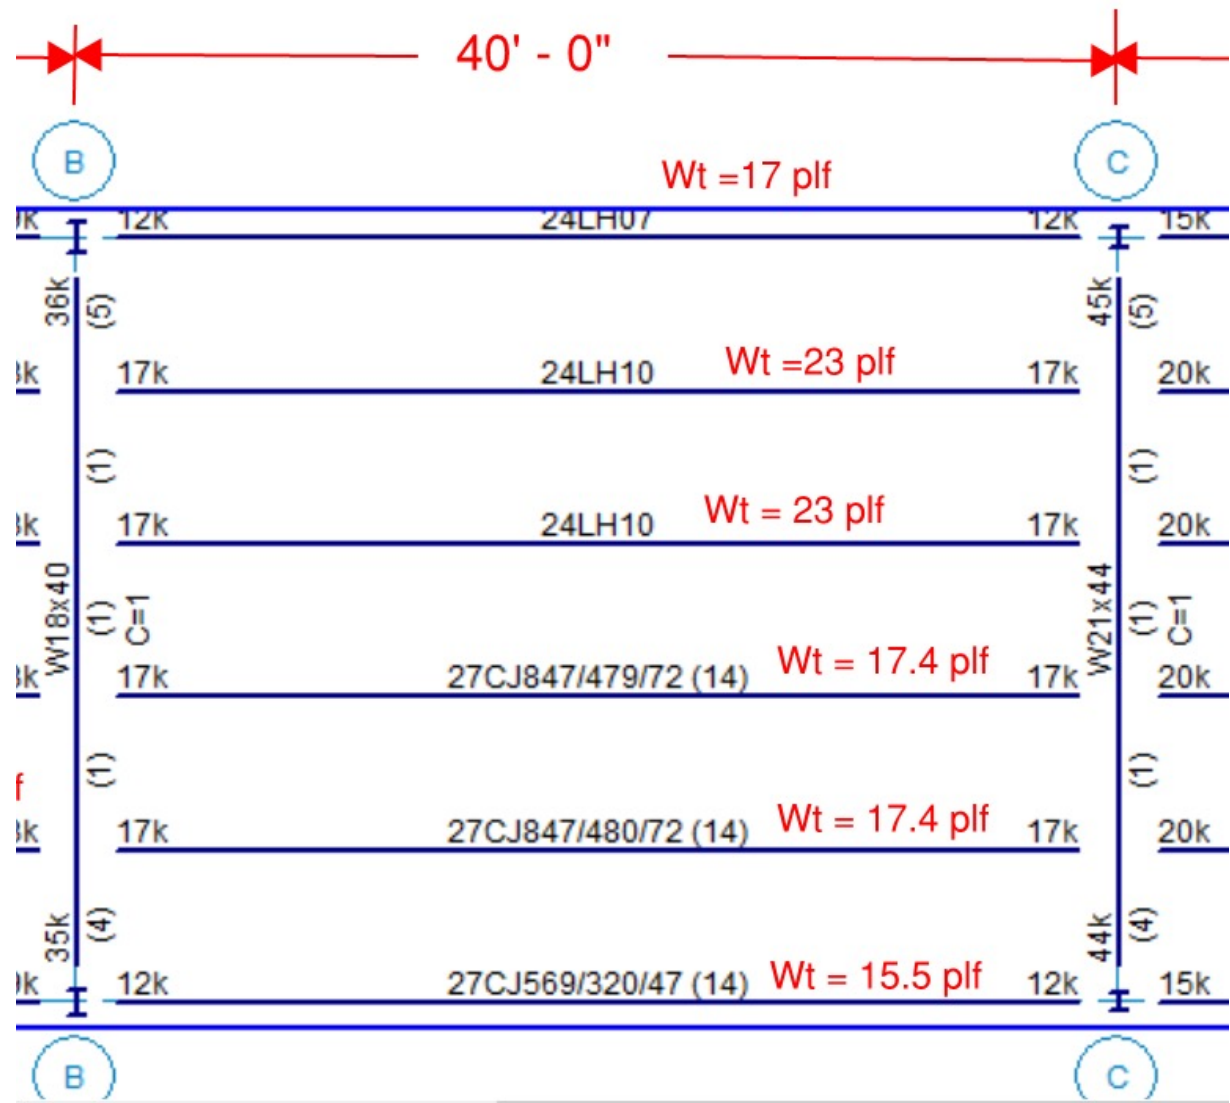 40' - 0"
B C
Wt =17 plf
12k 24LH07 12k 15k
36k (5) 45k (5)
17k 24LH10 Wt =23 plf 17k 20k
(1) (1)
17k 24LH10 Wt = 23 plf 17k 20k
W18x40 (1) C=1 W21x44 (1) C=1
17k 27CJ847/479/72 (14) Wt = 17.4 plf 17k 20k
(1) (1)
f
17k 27CJ847/480/72 (14) Wt = 17.4 plf 17k 20k
35k (4) 44k (4)
12k 27CJ569/320/47 (14) Wt = 15.5 plf 12k 15k
B C